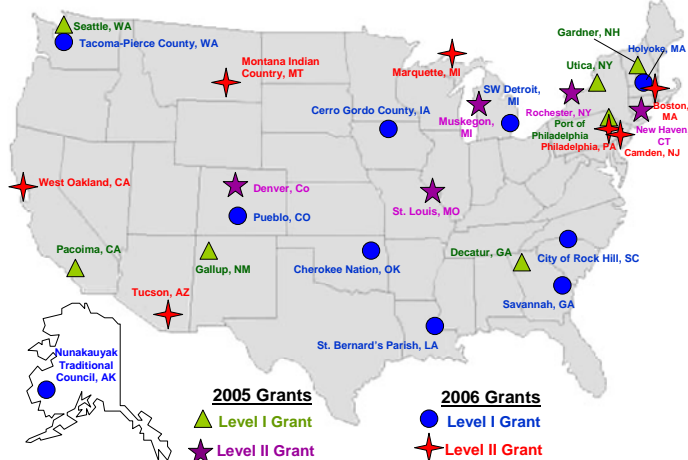 Seattle, WA
Tacoma-Pierce County, WA
Gardner, NH
Holyoke, MA
Montana Indian
Country, MT
Marquette, MI
Utica, NY
SW Detroit,
MI
Cerro Gordo County, IA
Muskegon,
MI
Rochester, NY
Boston,
MA
Port of
Philadelphia
New Haven
CT
Philadelphia, PA
Camden, NJ
West Oakland, CA
Denver, Co
Pueblo, CO
St. Louis, MO
Pacoima, CA
Gallup, NM
Cherokee Nation, OK
Decatur, GA
City of Rock Hill, SC
Tucson, AZ
Savannah, GA
St. Bernard's Parish, LA
Nunakauyak
Traditional
Council, AK
2005 Grants
Level I Grant
Level II Grant
2006 Grants
Level I Grant
Level II Grant